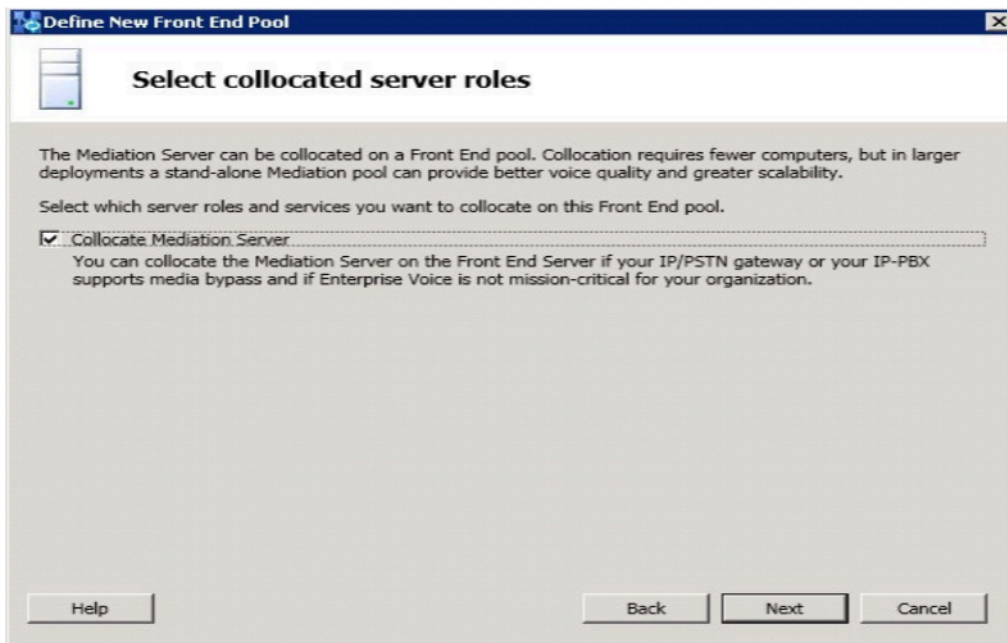 Define New Front End Pool
Select collocated server roles
The Mediation Server can be collocated on a Front End pool. Collocation requires fewer computers, but in larger
deployments a stand-alone Mediation pool can provide better voice quality and greater scalability.
Select which server roles and services you want to collocate on this Front End pool.
Collocate Mediation Server
You can collocate the Mediation Server on the Front End Server if your IP/PSTN gateway or your IP-PBX
supports media bypass and if Enterprise Voice is not mission-critical for your organization.
Help Back Next Cancel